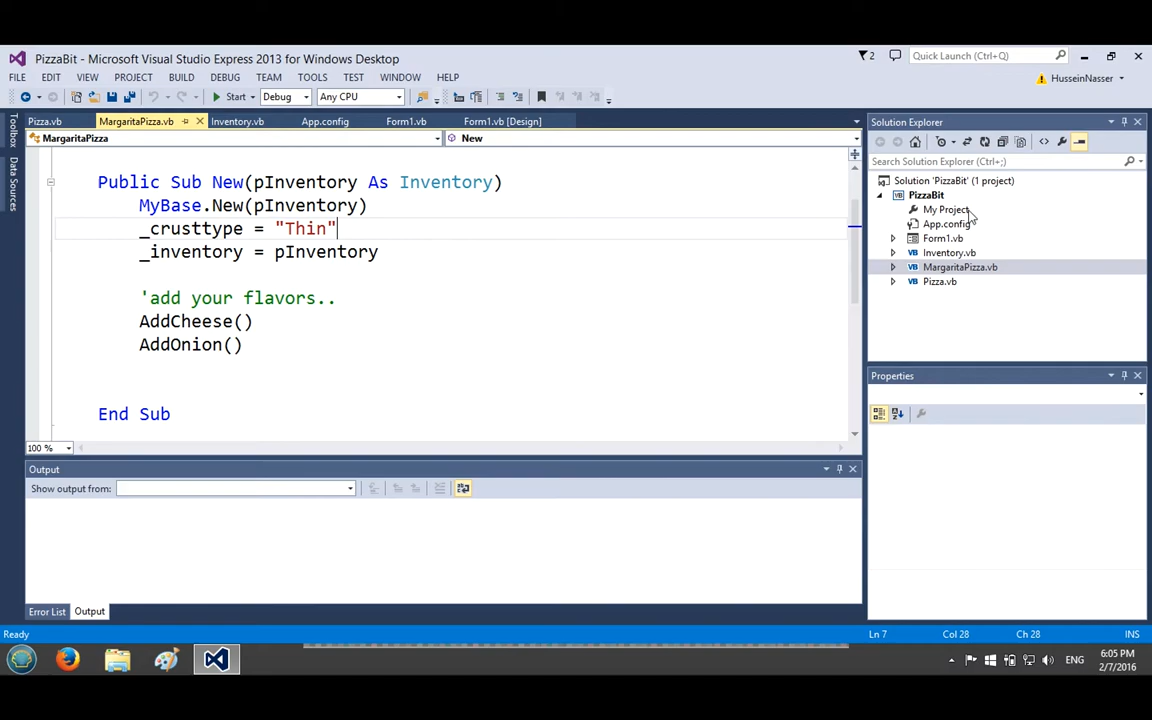 PizzaBit - Microsoft Visual Studio Express 2013 for Windows Desktop
2
Quick Launch (Ctrl+Q)
FILE EDIT VIEW PROJECT BUILD DEBUG TEAM TOOLS TEST WINDOW HELP
HusseinNasser
Start Debug Any CPU
Toolbox
Data Sources
Pizza.vb MargaritaPizza.vb Inventory.vb App.config Form1.vb Form1.vb [Design]
MargaritaPizza New
Public Sub New(pInventory As Inventory)
MyBase.New(pInventory)
_crusttype = "Thin"
_inventory = pInventory
'add your flavors..
AddCheese()
AddOnion()
End Sub
100 %
Output
Show output from:
Error List Output
Solution Explorer
Search Solution Explorer (Ctrl+;)
Solution 'PizzaBit' (1 project)
PizzaBit
My Project
App.config
Form1.vb
Inventory.vb
MargaritaPizza.vb
Pizza.vb
Properties
Ready Ln 7 Col 28 Ch 28 INS
ENG
6:05 PM
2/7/2016